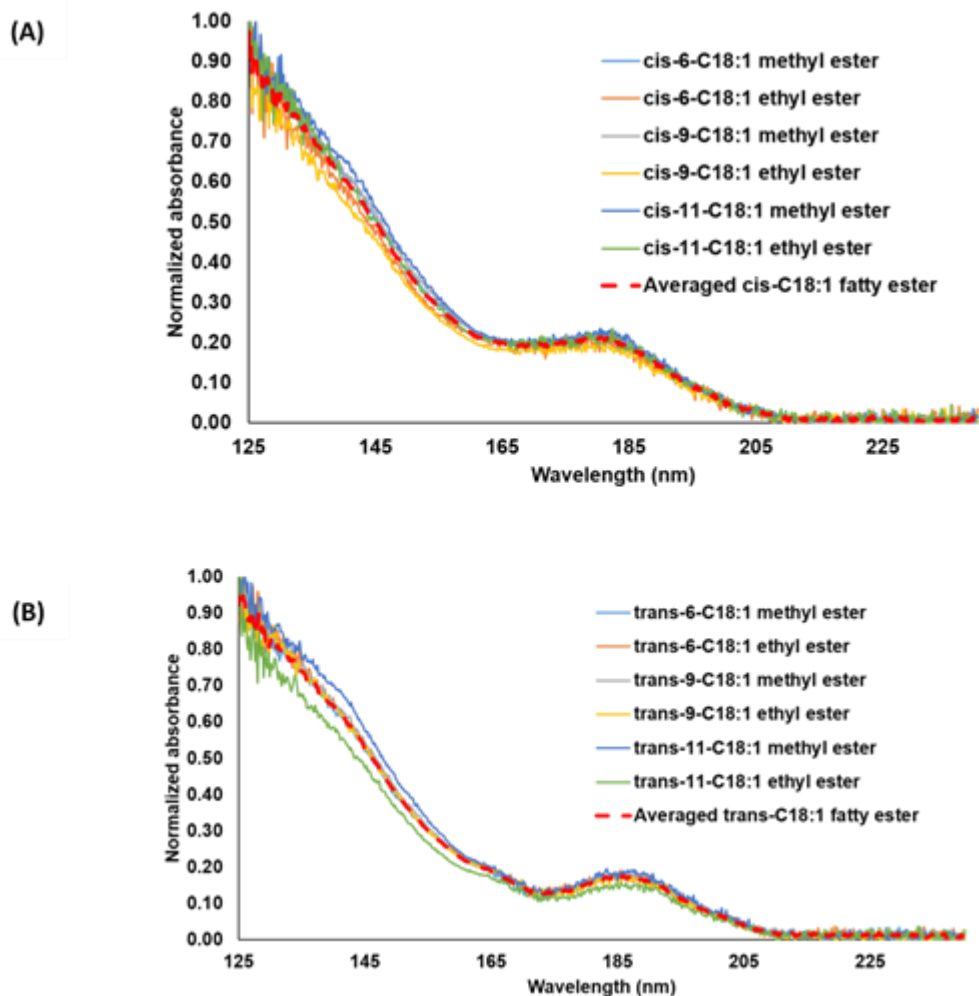 (A)
1.00
0.90
0.80
0.70
0.60
0.50
0.40
0.30
0.20
0.10
0.00
Normalized absorbance
125 145 165 185 205 225
Wavelength (nm)
cis-6-C18:1 methyl ester
cis-6-C18:1 ethyl ester
cis-9-C18:1 methyl ester
cis-9-C18:1 ethyl ester
cis-11-C18:1 methyl ester
cis-11-C18:1 ethyl ester
Averaged cis-C18:1 fatty ester
(B)
1.00
0.90
0.80
0.70
0.60
0.50
0.40
0.30
0.20
0.10
0.00
Normalized absorbance
125 145 165 185 205 225
Wavelength (nm)
trans-6-C18:1 methyl ester
trans-6-C18:1 ethyl ester
trans-9-C18:1 methyl ester
trans-9-C18:1 ethyl ester
trans-11-C18:1 methyl ester
trans-11-C18:1 ethyl ester
Averaged trans-C18:1 fatty ester